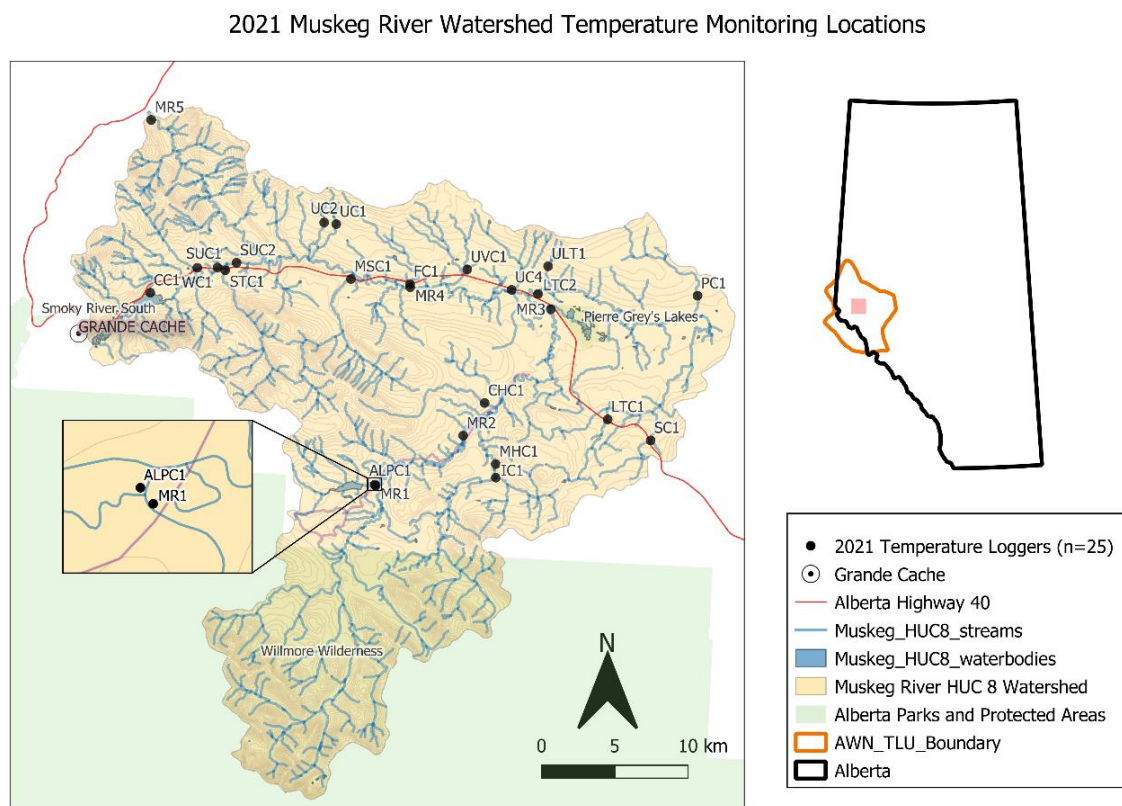 2021 Muskeg River Watershed Temperature Monitoring Locations
MR5
UC2
UC1
SUC1
SUC2
WC1
STC1
CC1
MSC1
FC1
MR4
UVC1
ULT1
UC4
LTC2
MR3
PC1
Pierre Grey's Lakes
Smoky River South
GRANDE CACHE
CHC1
MR2
LTC1
SC1
MHC1
IC1
ALPC1
MR1
ALPC1
MR1
Willmore Wilderness
N
0 5 10 km
2021 Temperature Loggers (n=25)
Grande Cache
Alberta Highway 40
Muskeg_HUC8_streams
Muskeg_HUC8_waterbodies
Muskeg River HUC 8 Watershed
Alberta Parks and Protected Areas
AWN_TLU_Boundary
Alberta